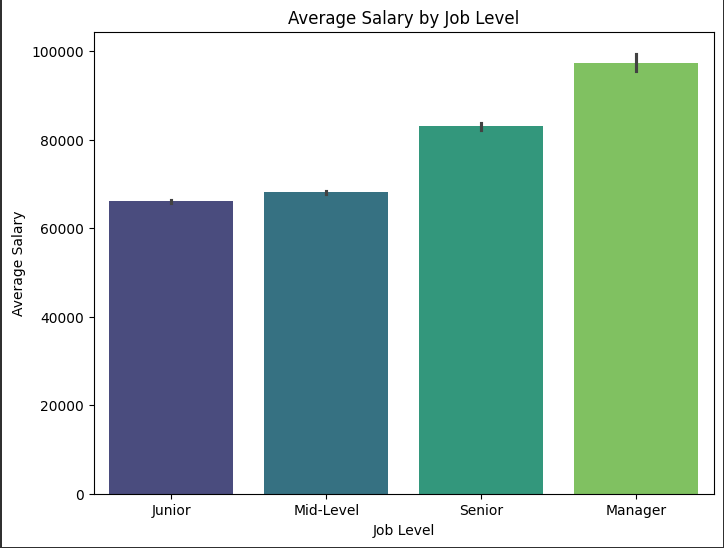 Average Salary by Job Level
100000
80000
60000
40000
20000
0
Average Salary
Junior
Mid-Level
Senior
Manager
Job Level